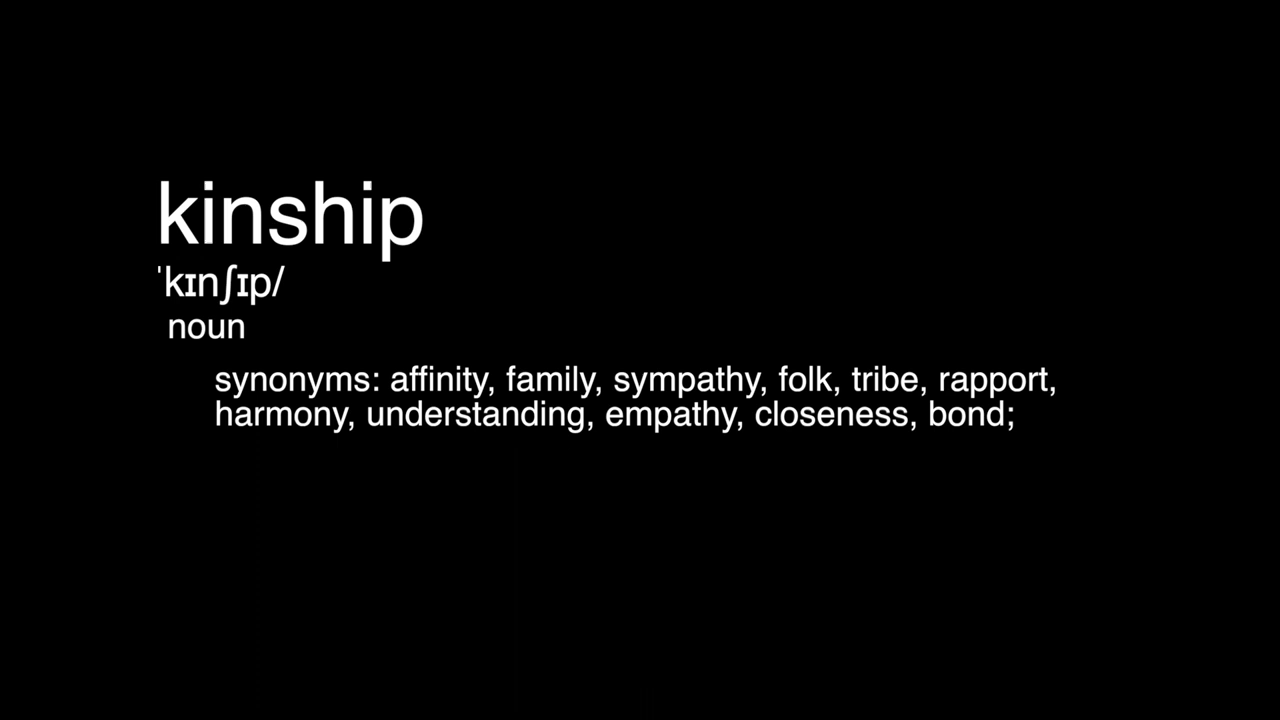 kinship
ˈkɪnʃɪp/
noun
synonyms: affinity, family, sympathy, folk, tribe, rapport,
harmony, understanding, empathy, closeness, bond;